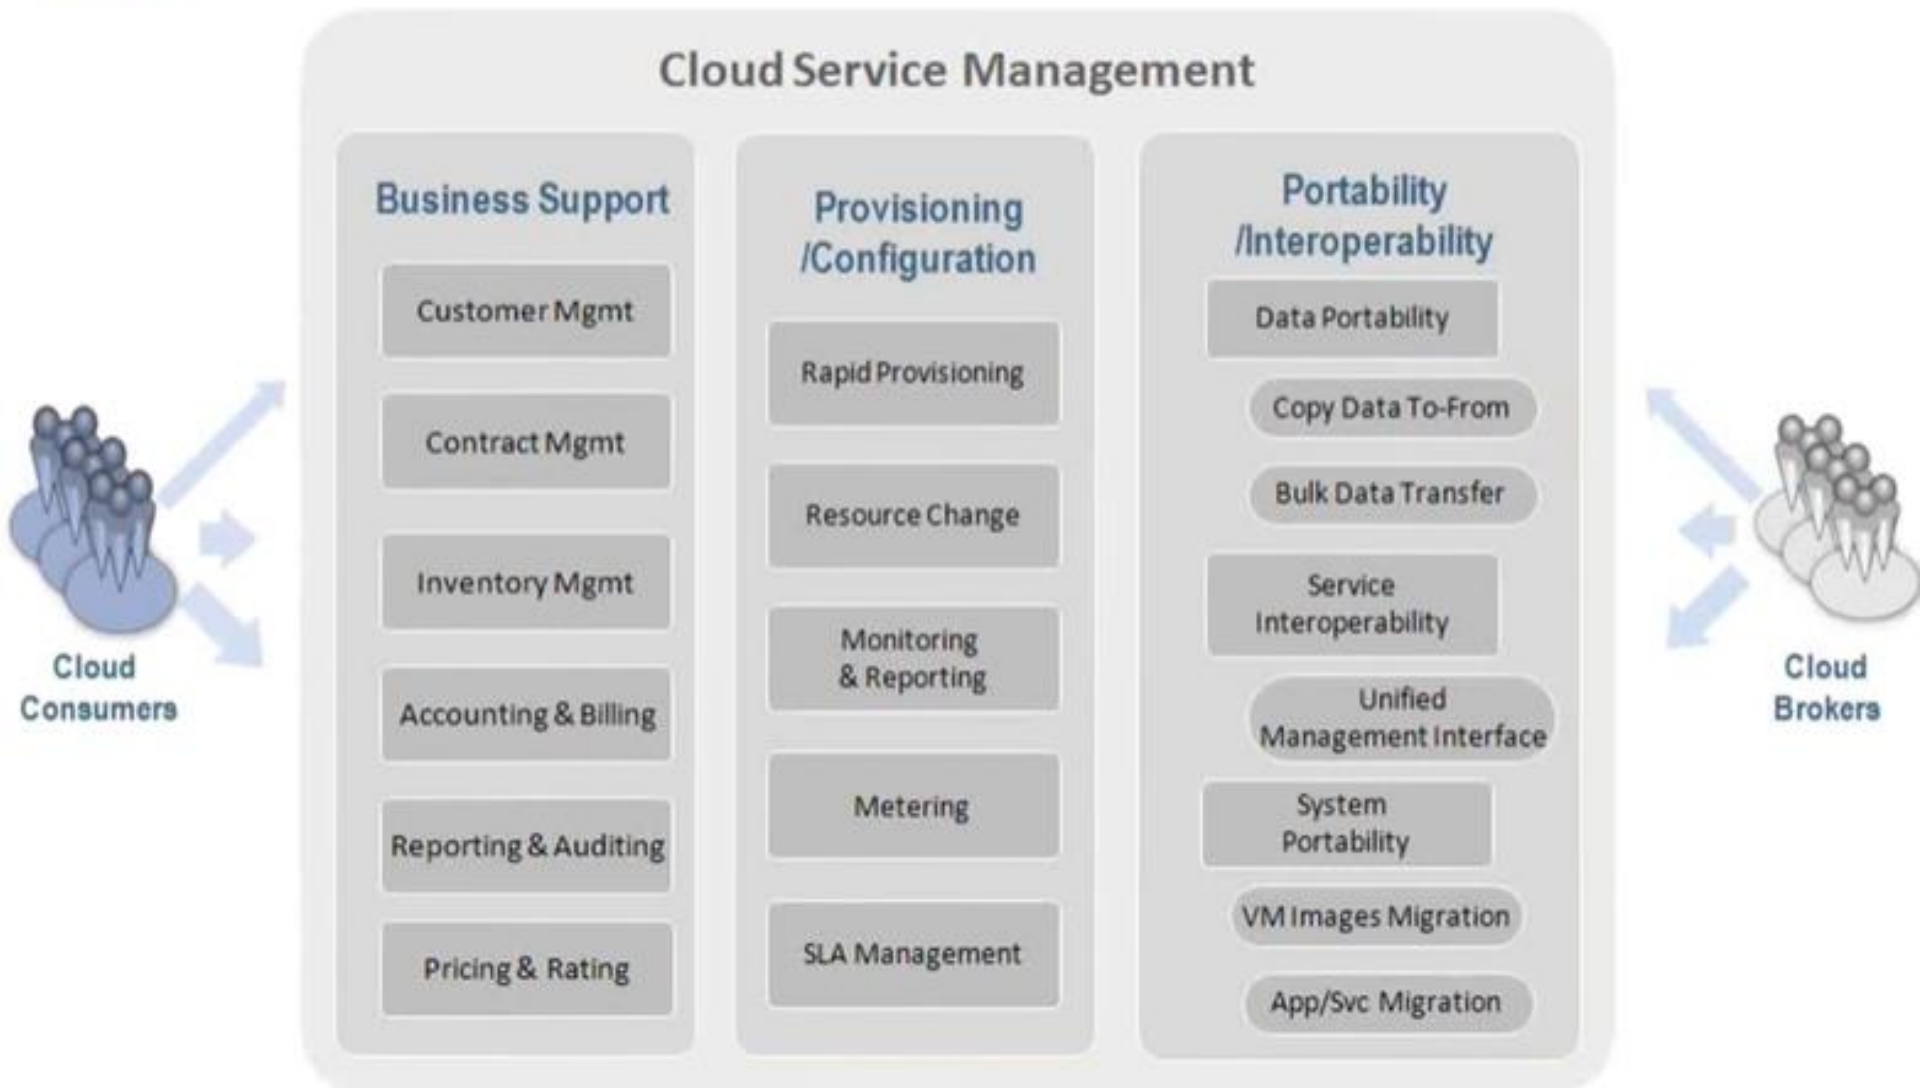 Cloud Service Management
Business Support
Customer Mgmt
Contract Mgmt
Inventory Mgmt
Accounting & Billing
Reporting & Auditing
Pricing & Rating
Provisioning
/Configuration
Rapid Provisioning
Resource Change
Monitoring
& Reporting
Metering
SLA Management
Portability
/Interoperability
Data Portability
Copy Data To-From
Bulk Data Transfer
Service
Interoperability
Unified
Management Interface
System
Portability
VM Images Migration
App/Svc Migration
Cloud
Consumers
Cloud
Brokers